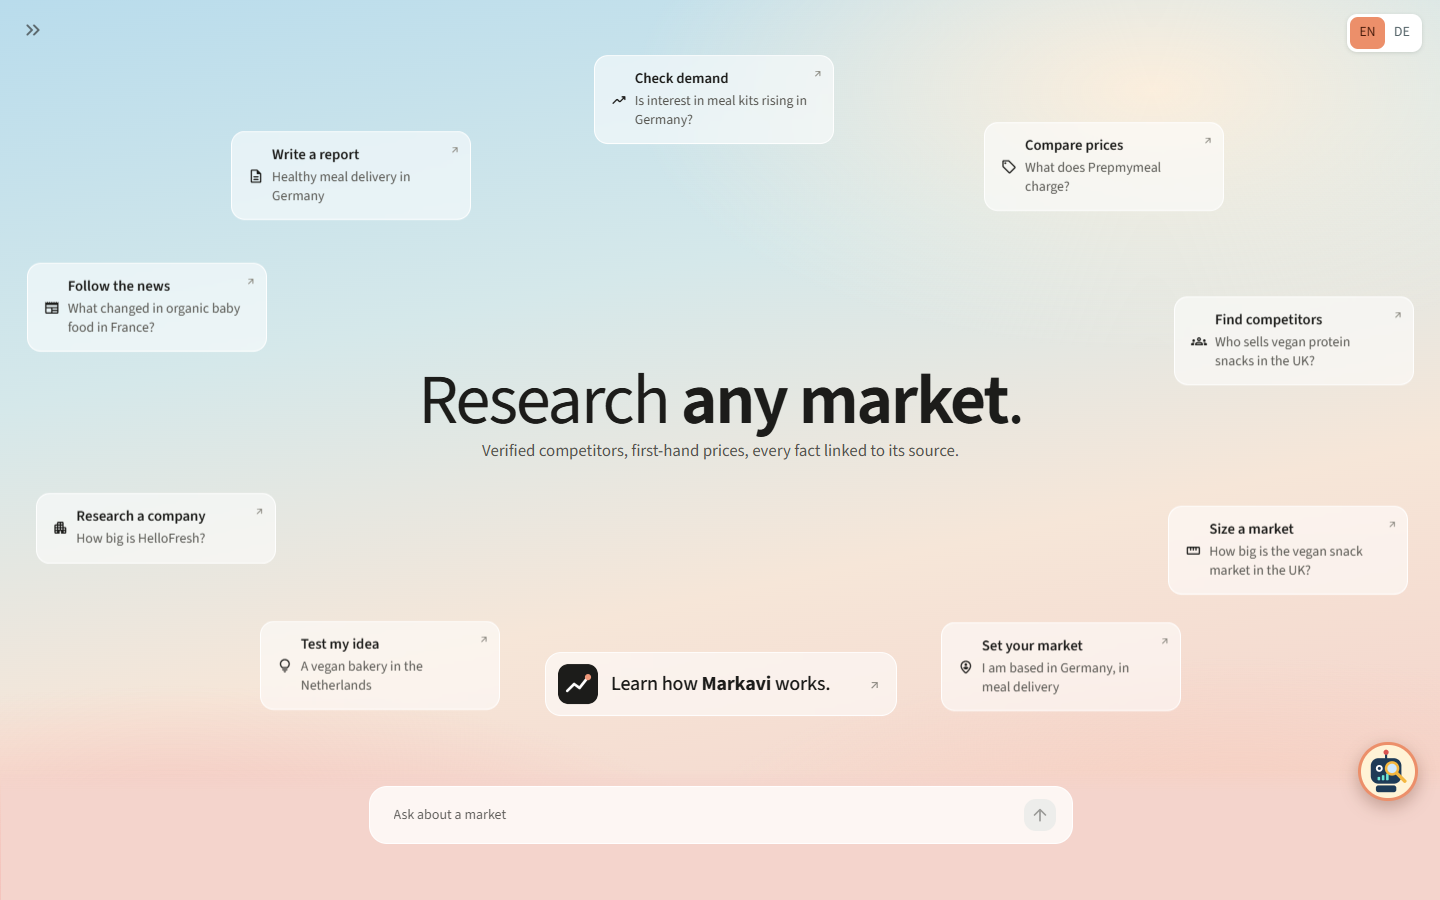 EN DE
Check demand
Is interest in meal kits rising in
Germany?
Write a report
Healthy meal delivery in
Germany
Compare prices
What does Prepmymeal
charge?
Follow the news
What changed in organic baby
food in France?
Find competitors
Who sells vegan protein
snacks in the UK?
Research any market.
Verified competitors, first-hand prices, every fact linked to its source.
Research a company
How big is HelloFresh?
Size a market
How big is the vegan snack
market in the UK?
Test my idea
A vegan bakery in the
Netherlands
Learn how Markavi works.
Set your market
I am based in Germany, in
meal delivery
Ask about a market